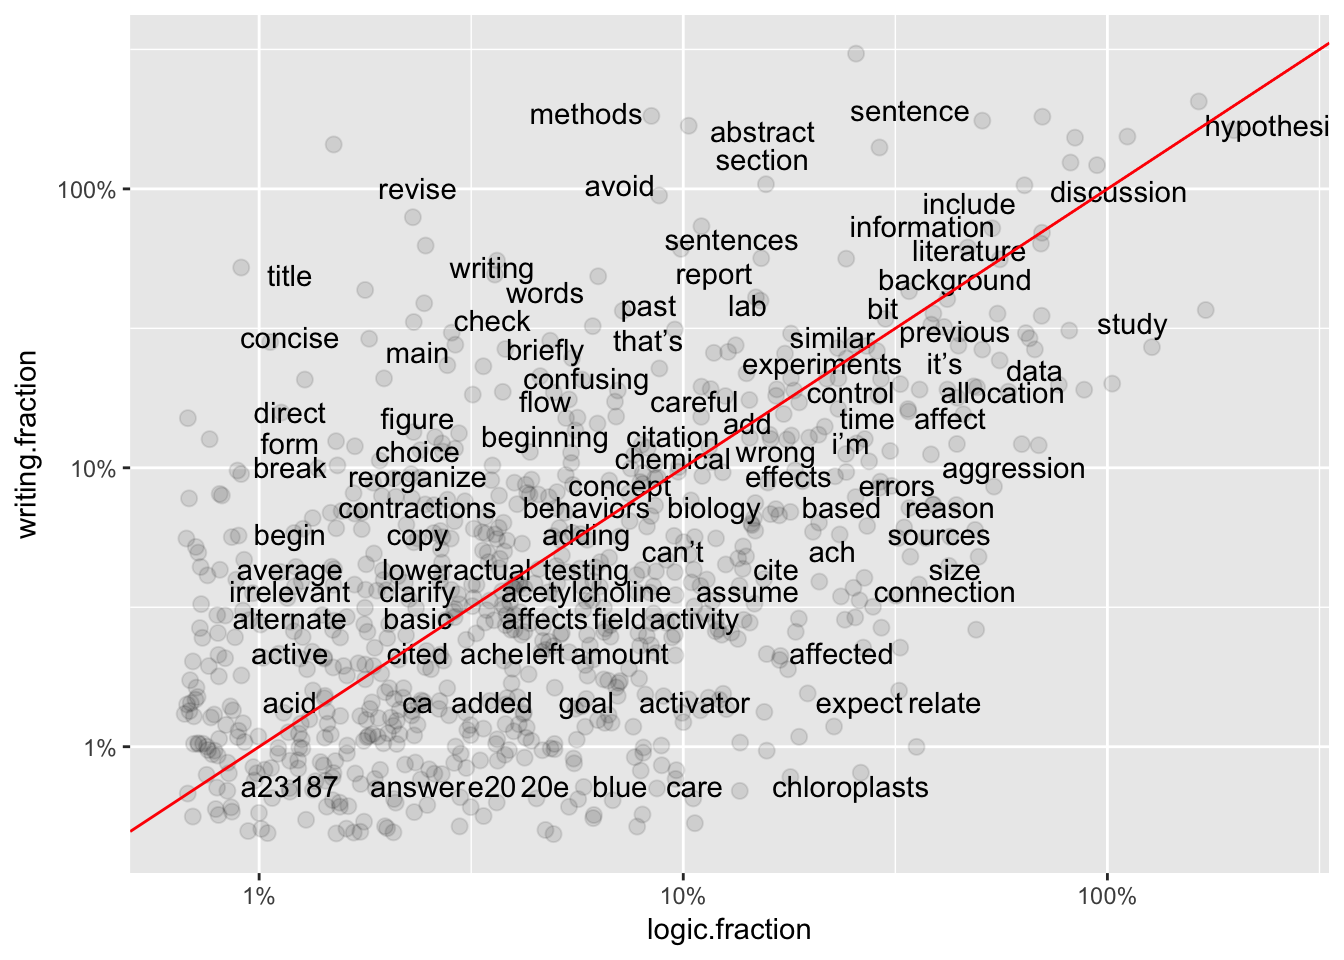 methods sentence
abstract hypothesi
section
100% revise avoid discussion
include
information
sentences
literature
title writing report background
words
past lab bit
check study
concise that's similar previous
main briefly
experiments it's
confusing data
flow careful control allocation
direct figure add time affect
form beginning citation i'm
choice chemical wrong
10% break aggression
reorganize effects
concept errors
contractions behaviors biology based reason
begin copy adding sources
can't ach
average lower actual testing cite size
irrelevant clarify acetylcholine assume connection
alternate basic affects field activity
active cited ache left amount affected
acid ca added goal activator expect relate
1%
a23187 answer e20 20e blue care chloroplasts
writing.fraction
1% 10% 100%
logic.fraction